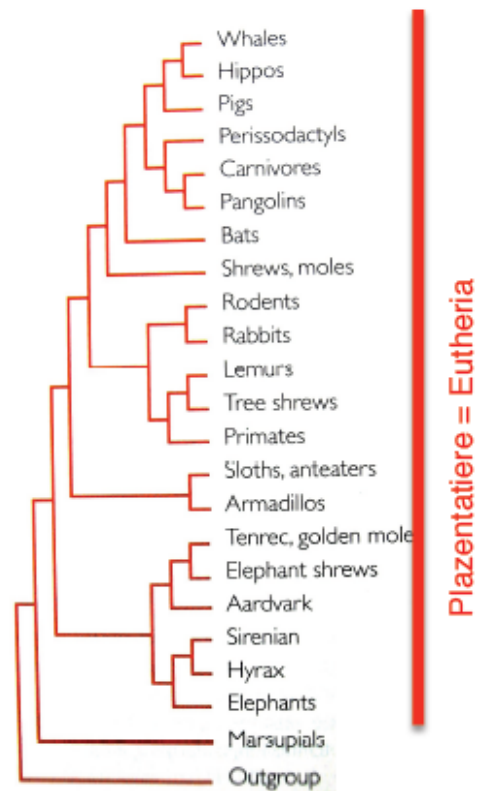 Whales
Hippos
Pigs
Perissodactyls
Carnivores
Pangolins
Bats
Shrews, moles
Rodents
Rabbits
Lemurs
Tree shrews
Primates
Sloths, anteaters
Armadillos
Tenrec, golden mole
Elephant shrews
Aardvark
Sirenian
Hyrax
Elephants
Marsupials
Outgroup
Plazentatiere = Eutheria